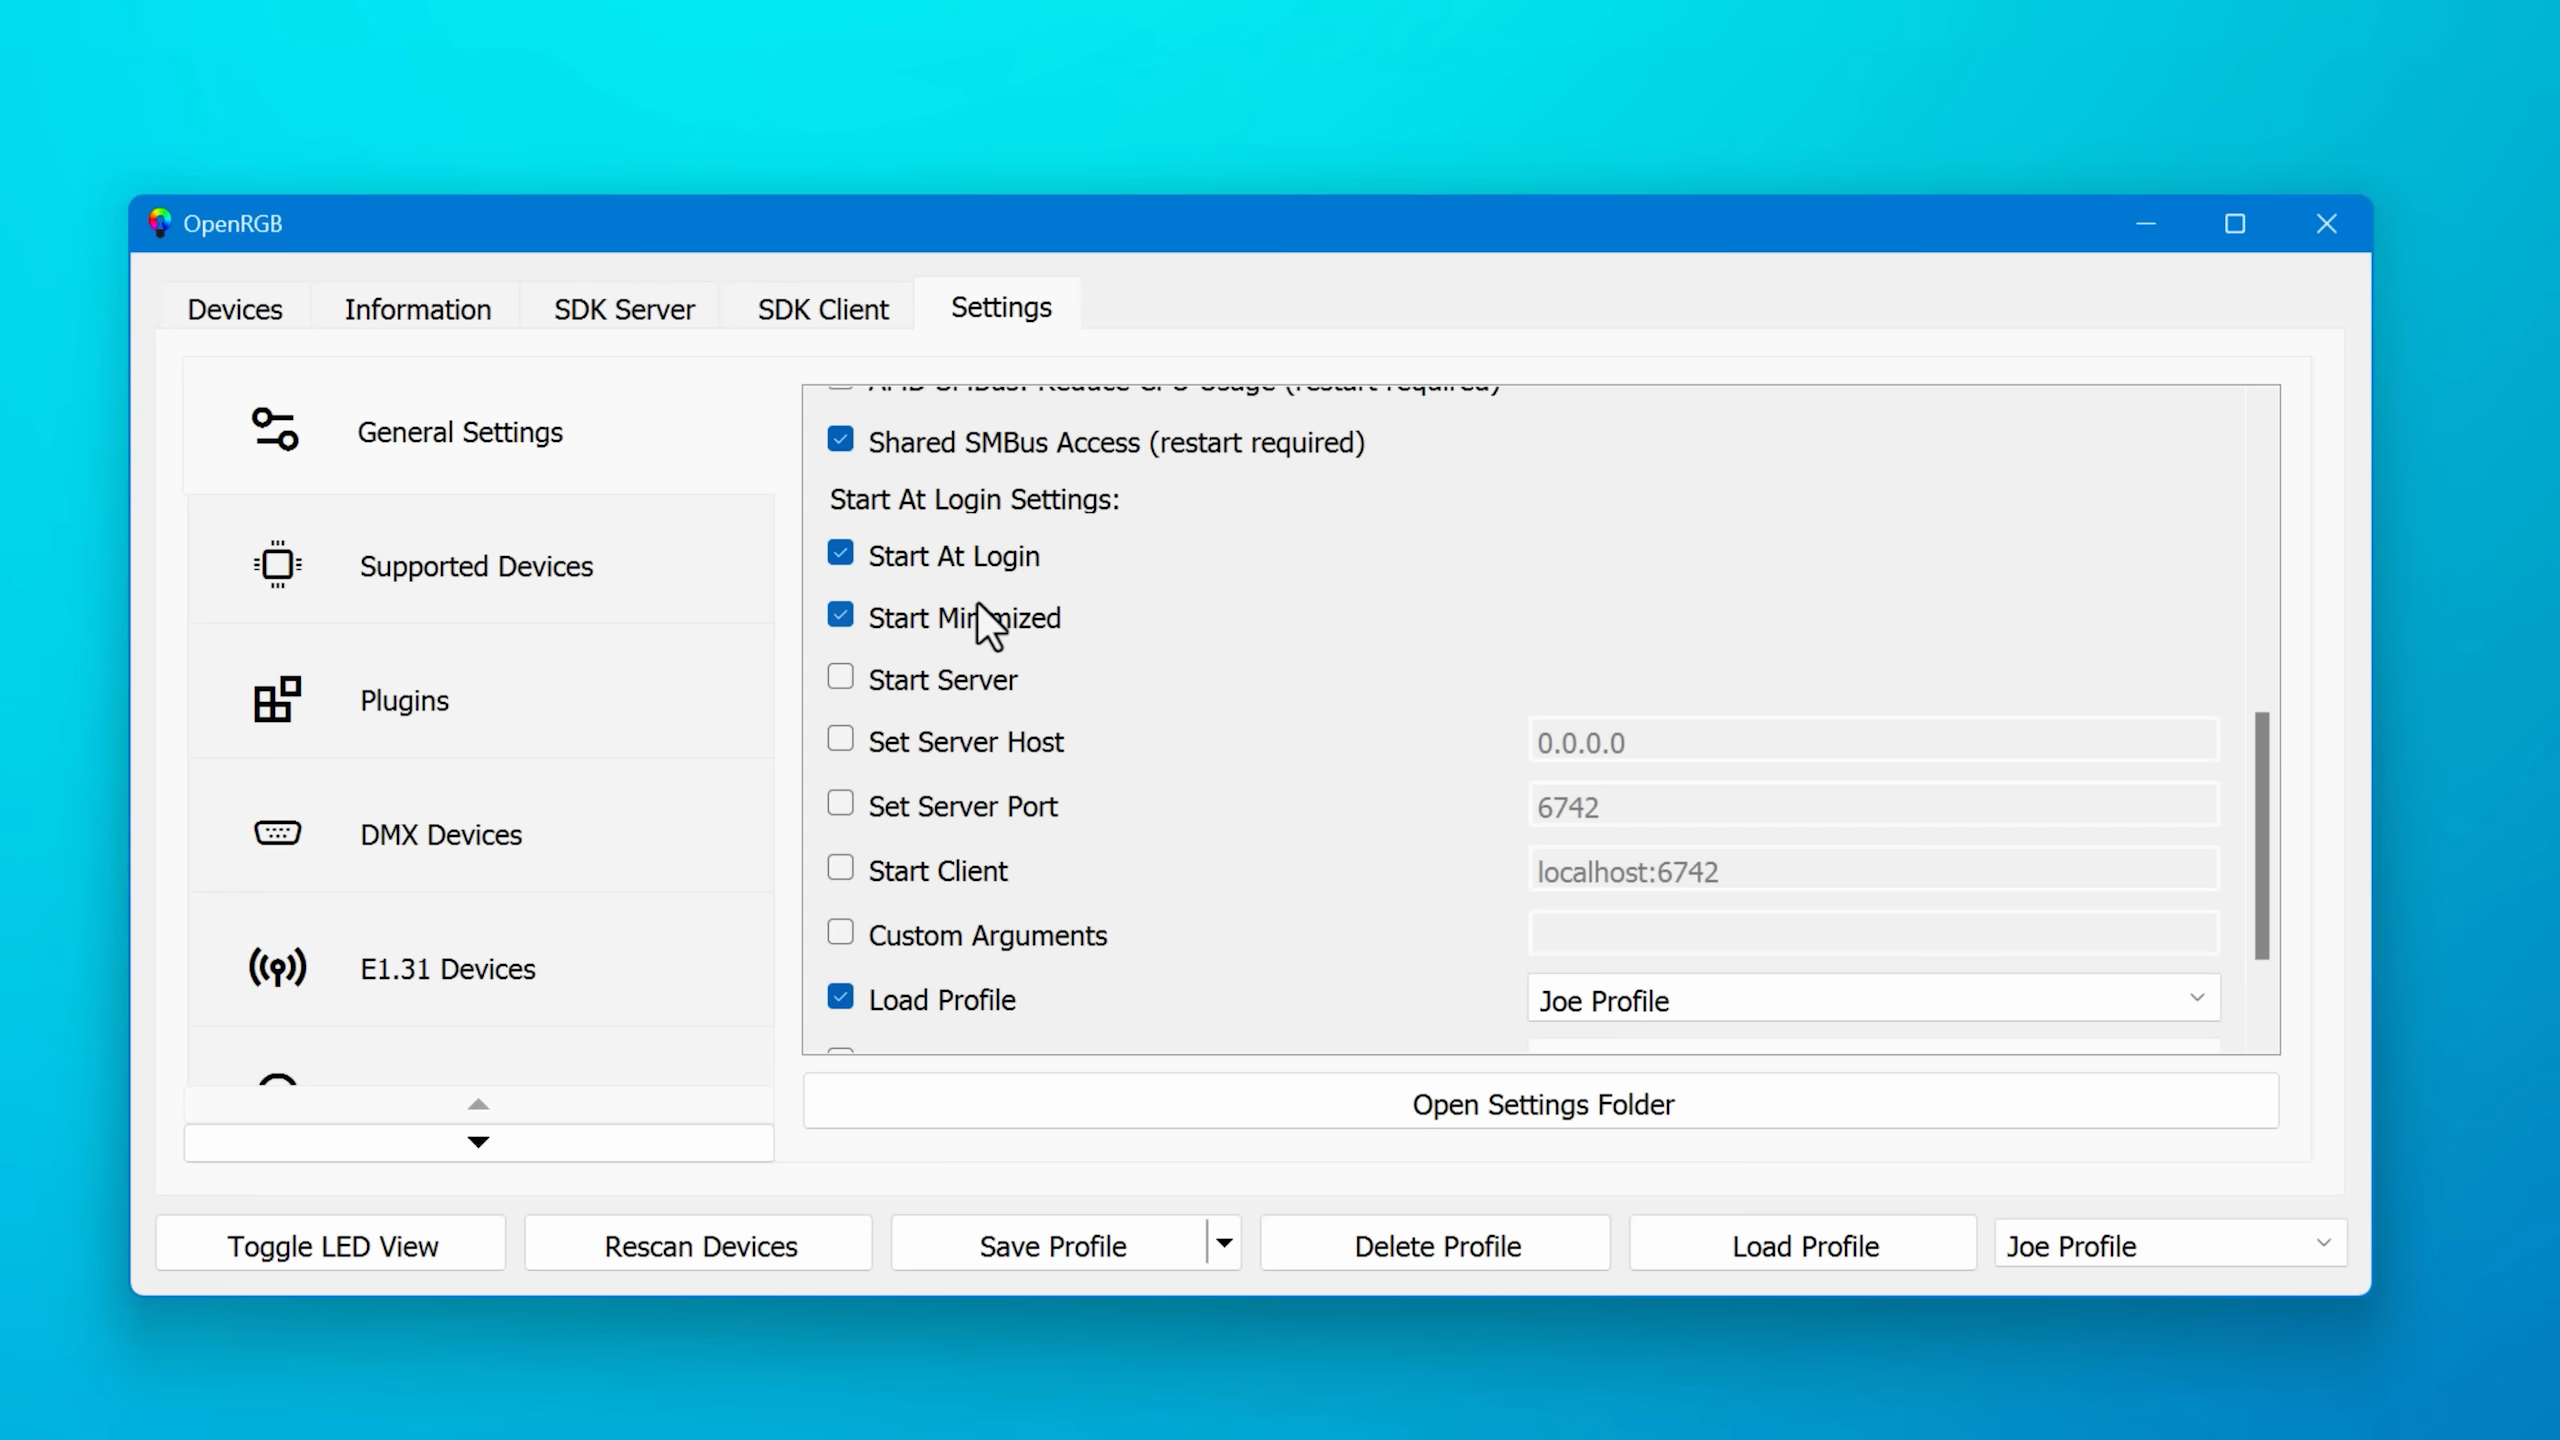 OpenRGB
Devices
Information
SDK Server
SDK Client
Settings
General Settings
Supported Devices
Plugins
DMX Devices
E1.31 Devices
(restart required)
Shared SMBus Access (restart required)
Start At Login Settings:
Start At Login
Start Minimized
Start Server
Set Server Host
0.0.0.0
Set Server Port
6742
Start Client
localhost:6742
Custom Arguments
Load Profile
Joe Profile
Open Settings Folder
Toggle LED View
Rescan Devices
Save Profile
Delete Profile
Load Profile
Joe Profile